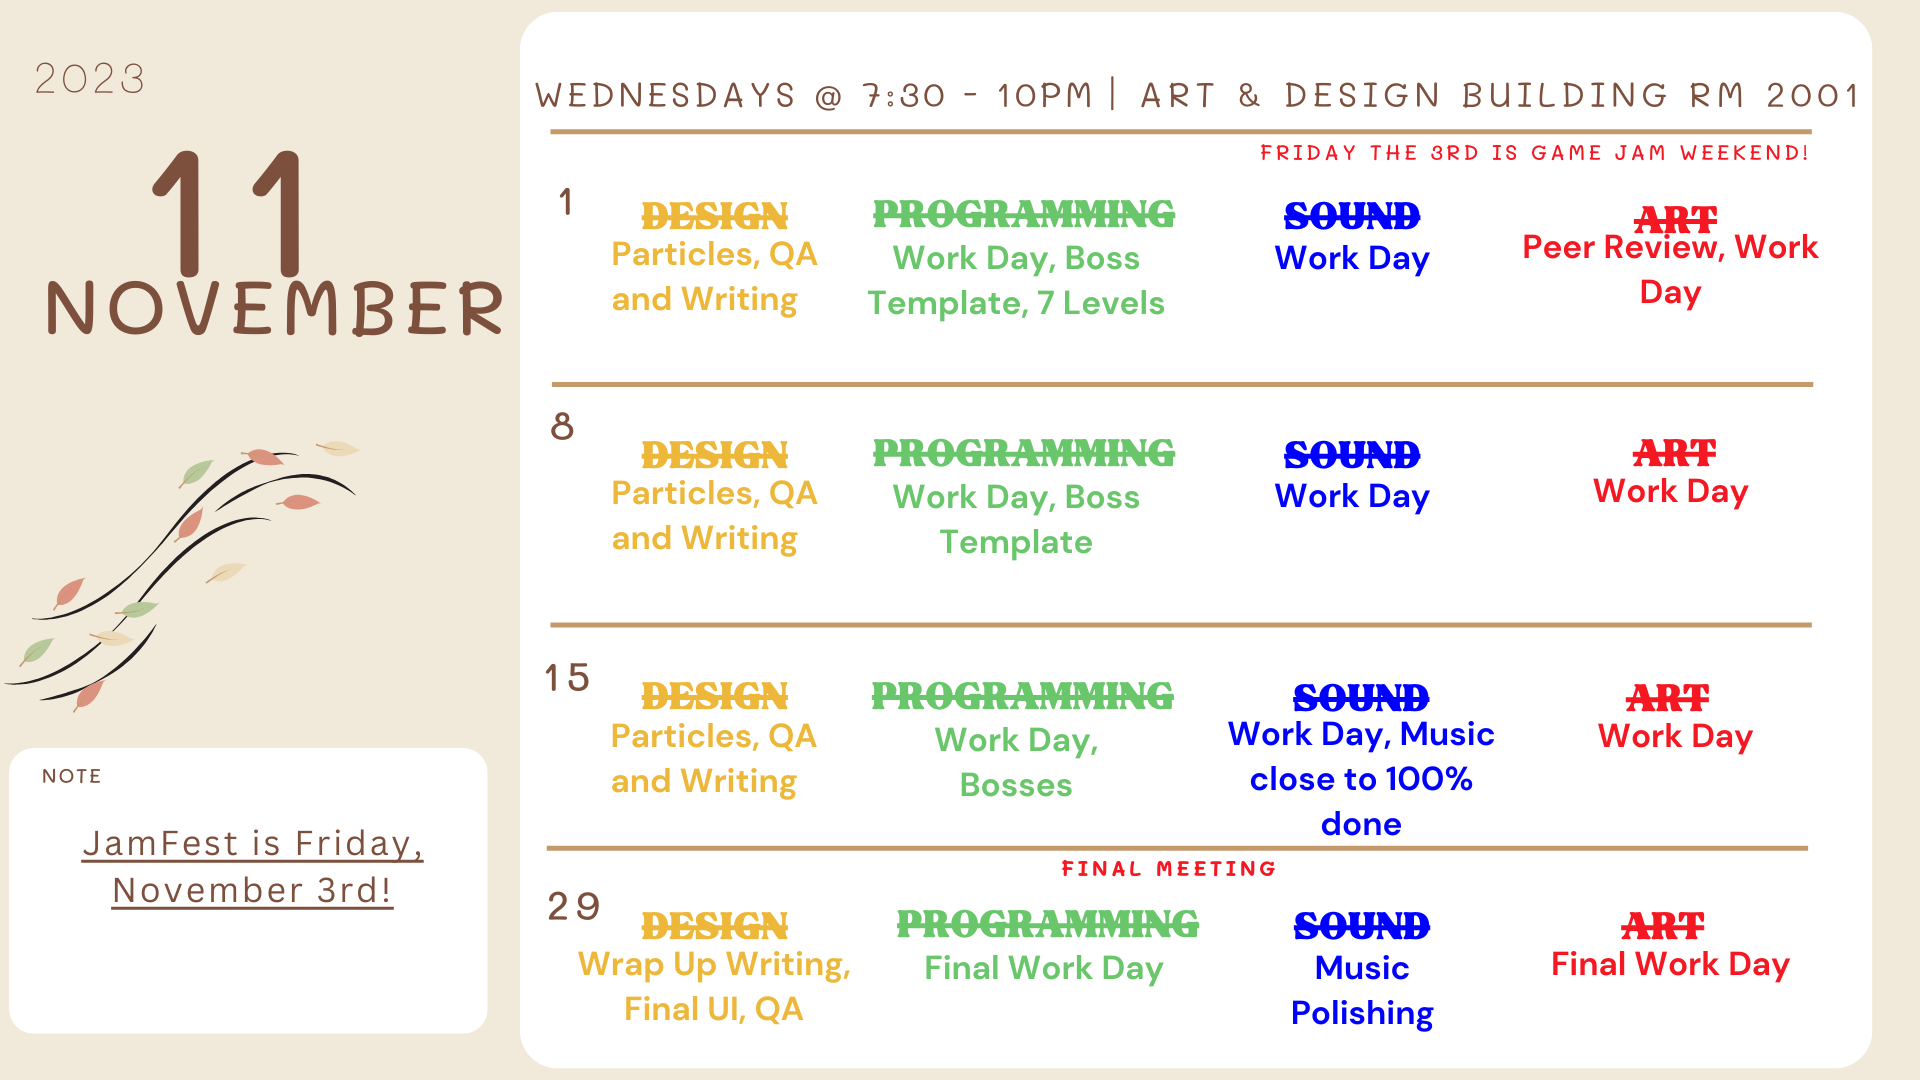 2023
11
NOVEMBER
NOTE
JamFest is Friday,
November 3rd!
WEDNESDAYS @ 7:30 - 10PM | ART & DESIGN BUILDING RM 2001
FRIDAY THE 3RD IS GAME JAM WEEKEND!
1
DESIGN
Particles, QA
and Writing
PROGRAMMING
Work Day, Boss
Template, 7 Levels
SOUND
Work Day
ART
Peer Review, Work
Day
8
DESIGN
Particles, QA
and Writing
PROGRAMMING
Work Day, Boss
Template
SOUND
Work Day
ART
Work Day
15
DESIGN
Particles, QA
and Writing
PROGRAMMING
Work Day,
Bosses
SOUND
Work Day, Music
close to 100%
done
ART
Work Day
FINAL MEETING
29
DESIGN
Wrap Up Writing,
Final UI, QA
PROGRAMMING
Final Work Day
SOUND
Music
Polishing
ART
Final Work Day